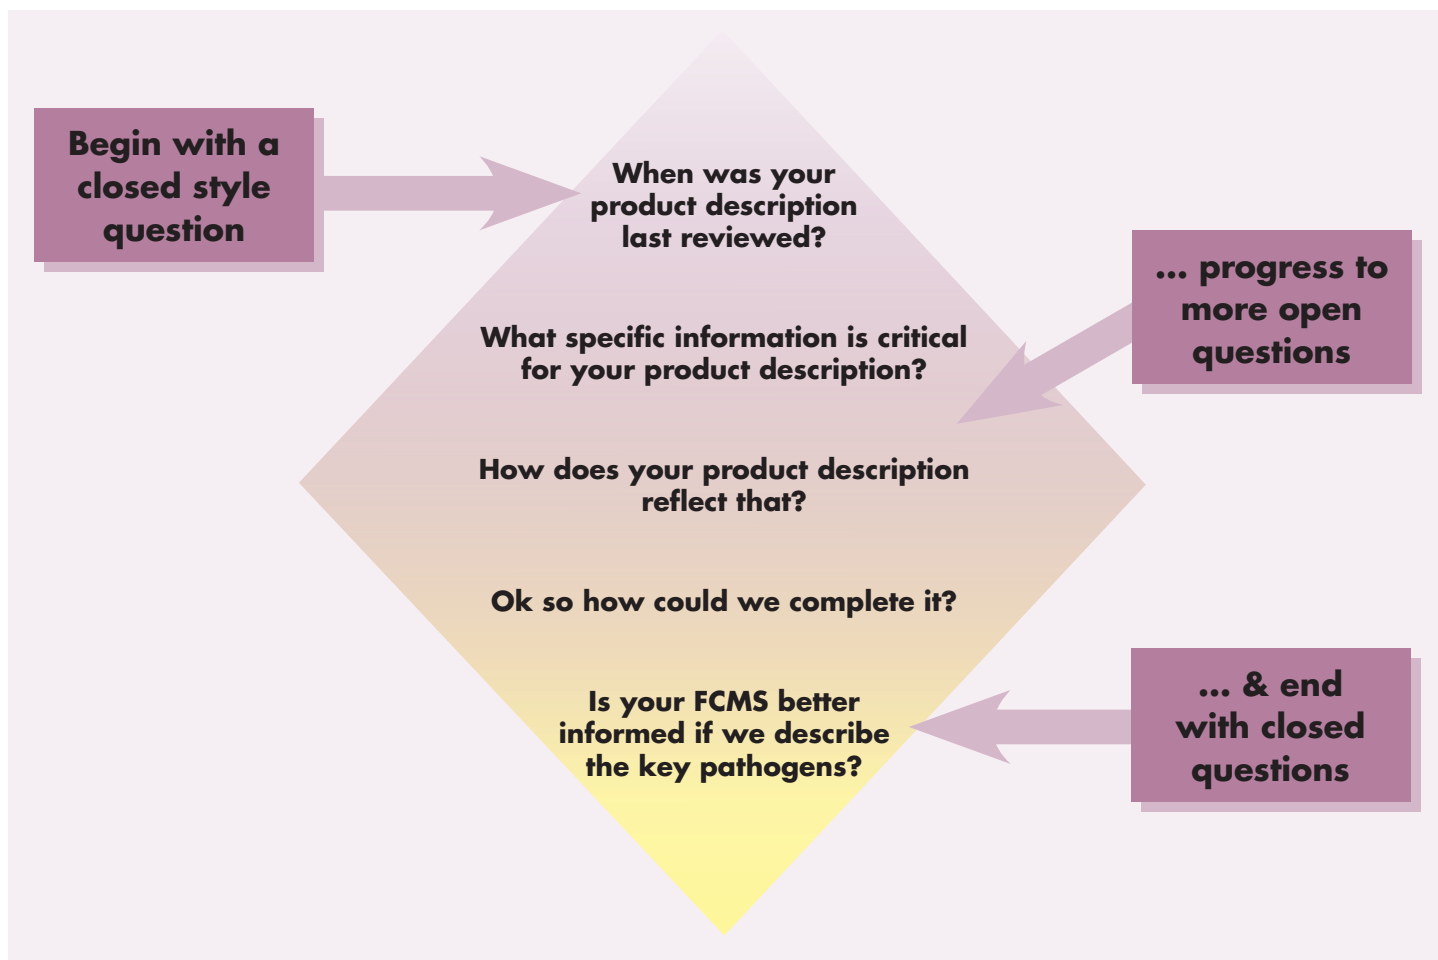 Begin with a
closed style
question
When was your
product description
last reviewed?
... progress to
more open
questions
What specific information is critical
for your product description?
How does your product description
reflect that?
Ok so how could we complete it?
... & end
with closed
questions
Is your FCMS better
informed if we describe
the key pathogens?